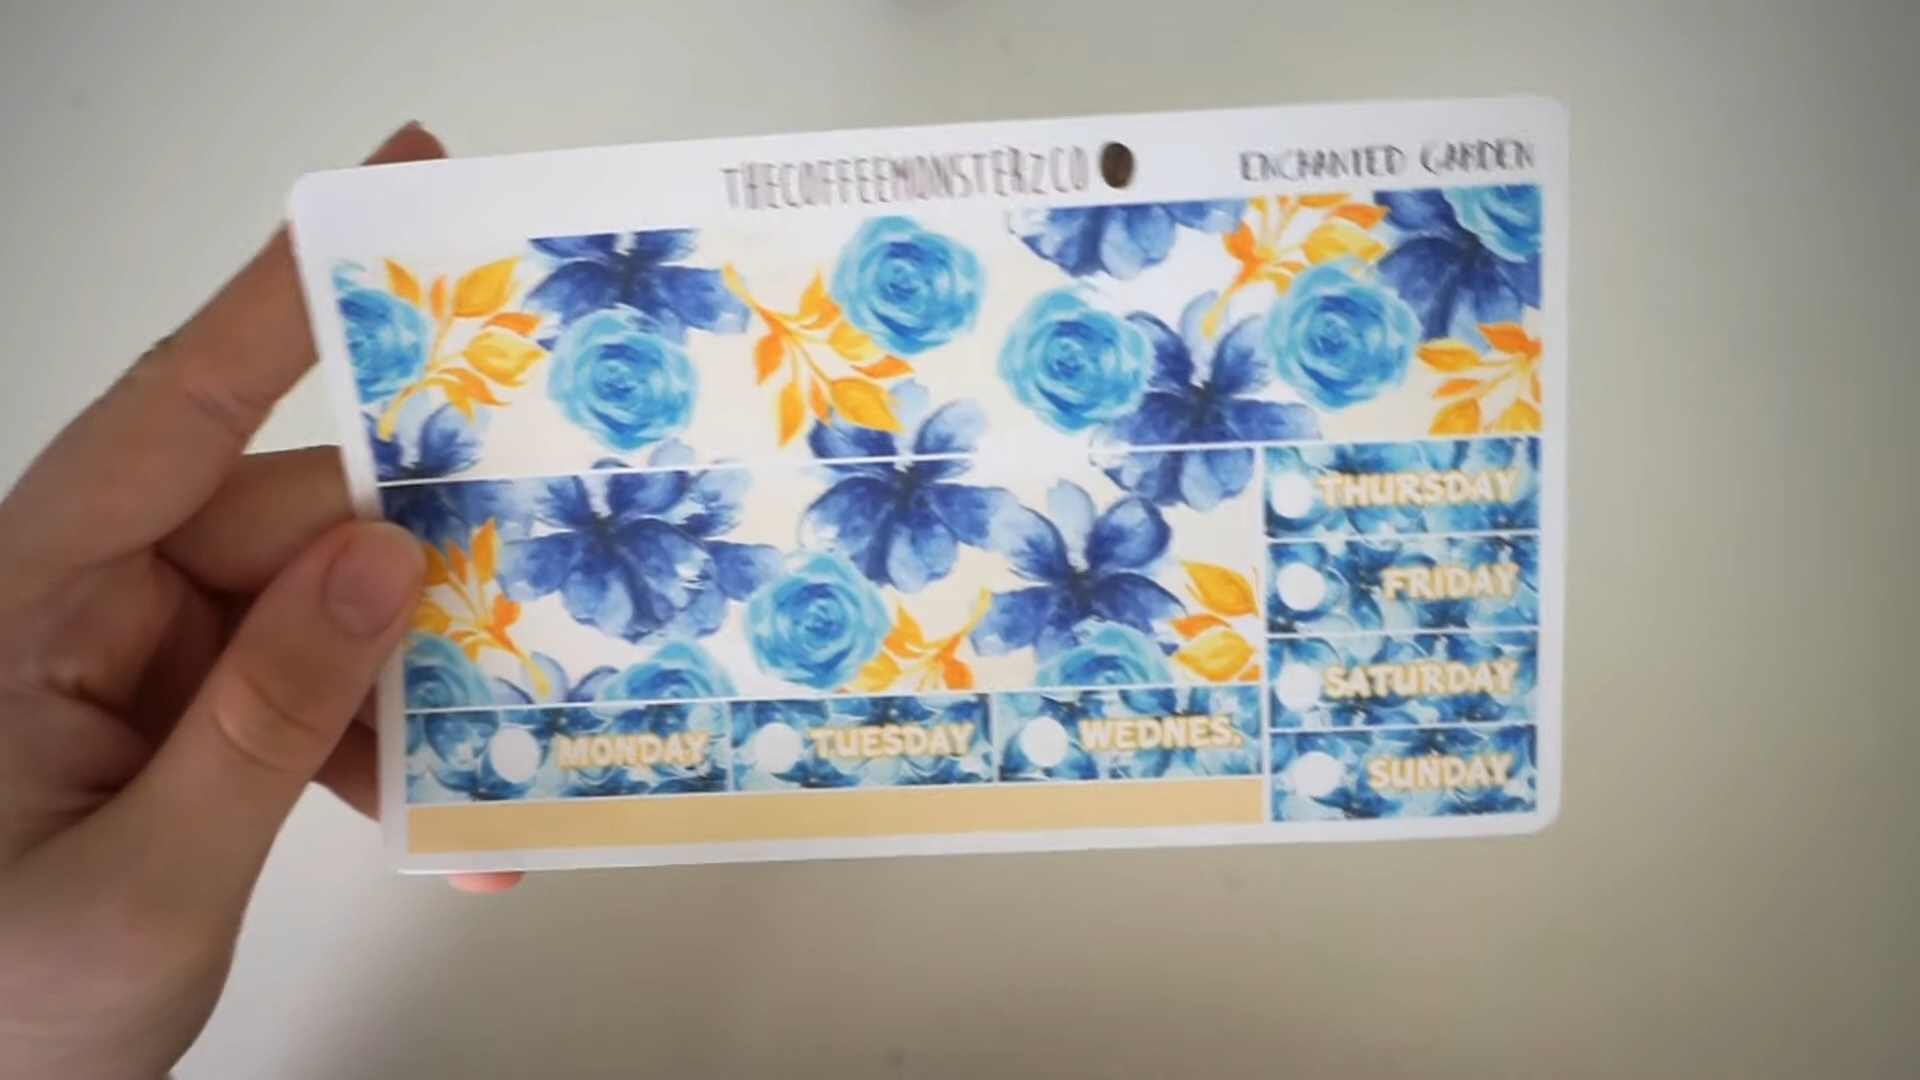 THECOFFEEMONSTERZCO
ENCHANTED GARDEN
THURSDAY
FRIDAY
SATURDAY
SUNDAY
MONDAY
TUESDAY
WEDNES.